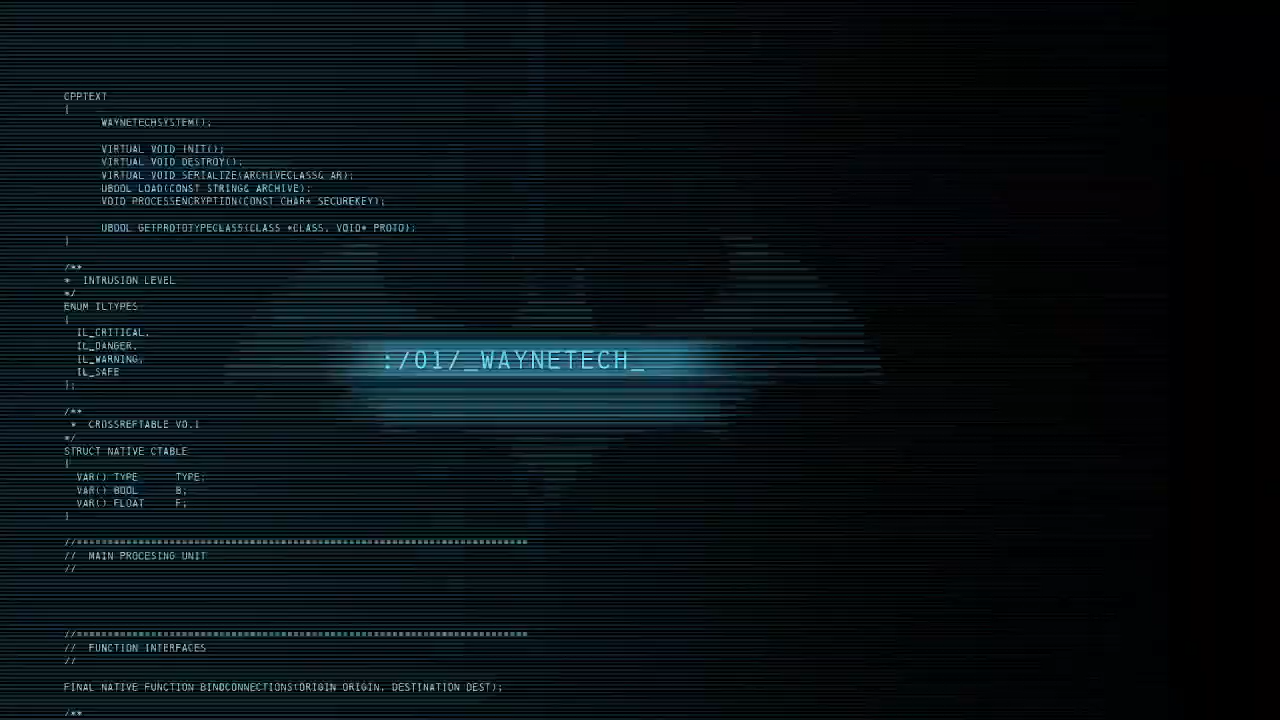 CPPTEXT
{
WAYNETECHSYSTEM();
VIRTUAL VOID INIT();
VIRTUAL VOID DESTROY();
VIRTUAL VOID SERIALIZE(ARCHIVECLASS& AR);
UBOOL LOAD(CONST STRING& ARCHIVE);
VOID PROCESSENCRYPTION(CONST CHAR* SECUREKEY);
UBOOL GETPROTOTYPECLASS(CLASS *CLASS, VOID* PROTO);
}
/**
* INTRUSION LEVEL
*/
ENUM ILTYPES
{
IL_CRITICAL,
IL_DANGER,
IL_WARNING,
IL_SAFE
};
:/01/_WAYNETECH_
/**
* CROSSREFTABLE V0.1
*/
STRUCT NATIVE CTABLE
{
VAR() TYPE TYPE;
VAR() BOOL B;
VAR() FLOAT F;
}
//=========================================================================
// MAIN PROCESING UNIT
//
//=========================================================================
// FUNCTION INTERFACES
//
FINAL NATIVE FUNCTION BINDCONNECTIONS(ORIGIN ORIGIN, DESTINATION DEST);
/**